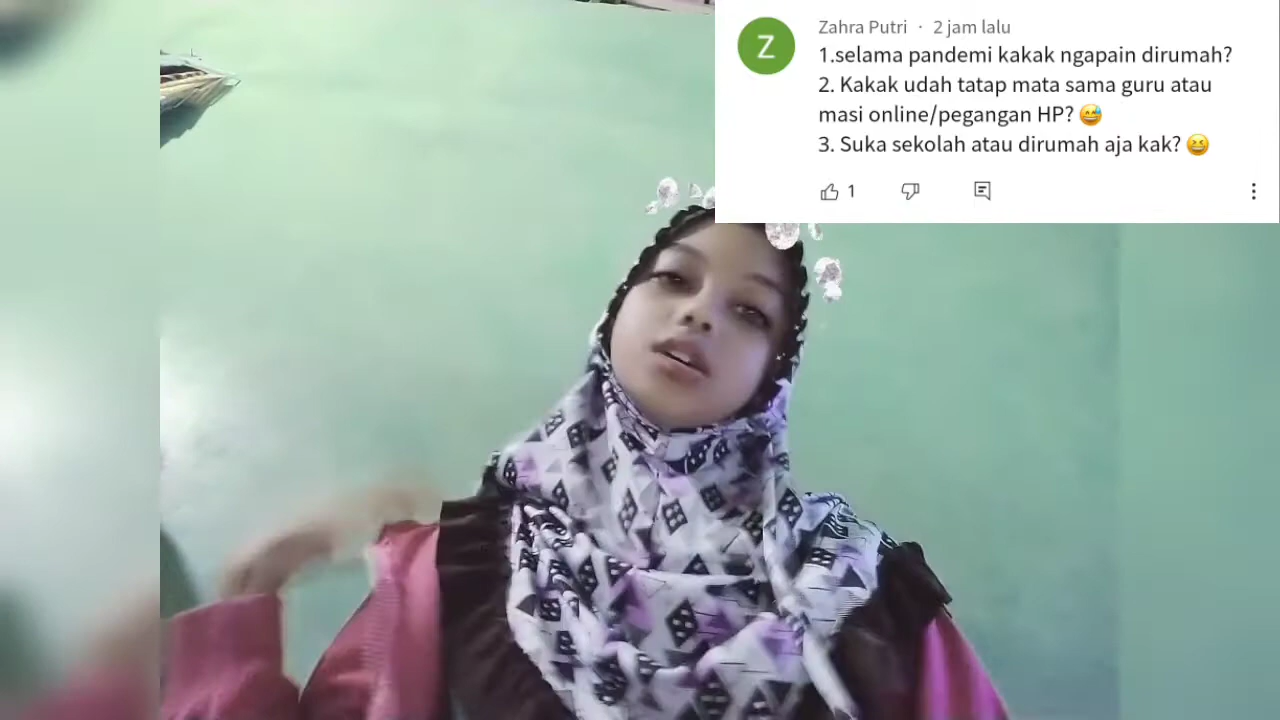 Z
Zahra Putri · 2 jam lalu
1.selama pandemi kakak ngapain dirumah?
2. Kakak udah tatap mata sama guru atau
masi online/pegangan HP? 😅
3. Suka sekolah atau dirumah aja kak? 😆
1